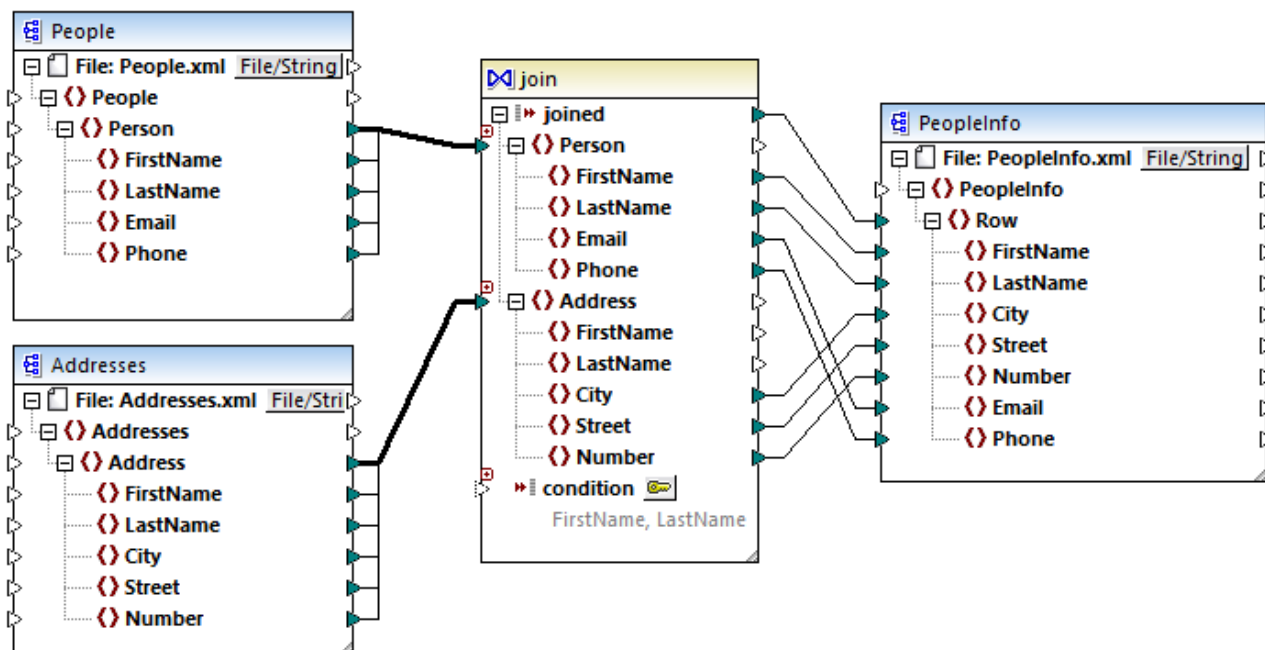 People
File: People.xml File/String
People
Person
FirstName
LastName
Email
Phone
Addresses
File: Addresses.xml File/Stri
Addresses
Address
FirstName
LastName
City
Street
Number
join
joined
Person
FirstName
LastName
Email
Phone
Address
FirstName
LastName
City
Street
Number
condition
FirstName, LastName
PeopleInfo
File: PeopleInfo.xml File/String
PeopleInfo
Row
FirstName
LastName
City
Street
Number
Email
Phone